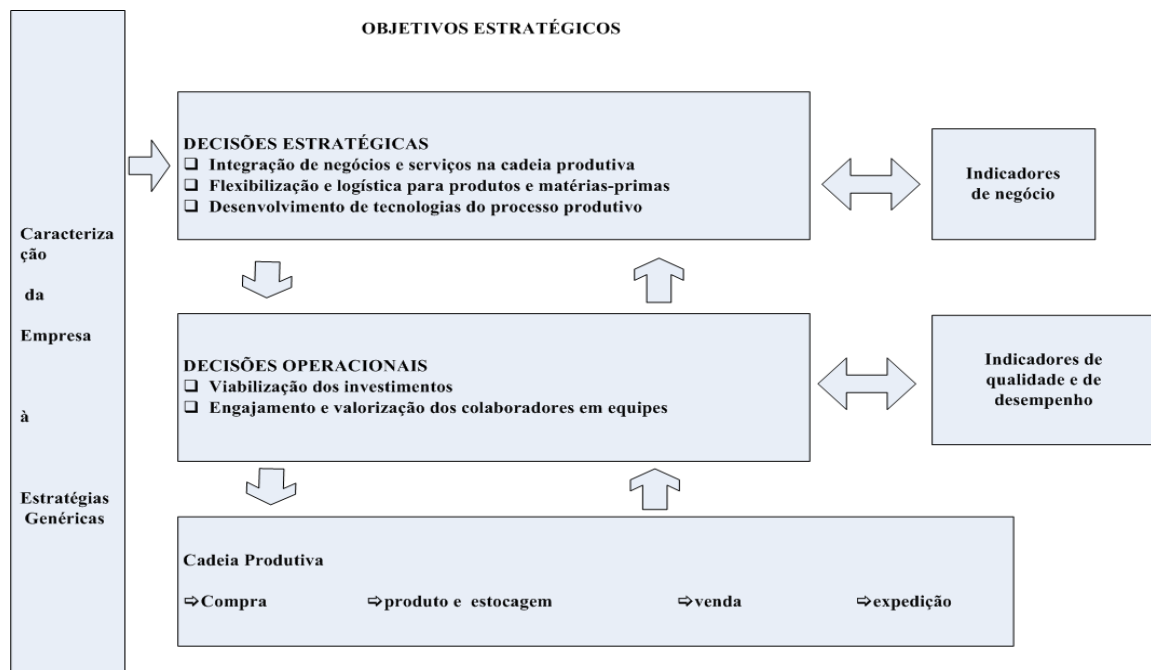 OBJETIVOS ESTRATÉGICOS
Caracteriza
ção
da
Empresa
à
Estratégias
Genéricas
DECISÕES ESTRATÉGICAS
❑ Integração de negócios e serviços na cadeia produtiva
❑ Flexibilização e logística para produtos e matérias-primas
❑ Desenvolvimento de tecnologias do processo produtivo
Indicadores
de negócio
DECISÕES OPERACIONAIS
❑ Viabilização dos investimentos
❑ Engajamento e valorização dos colaboradores em equipes
Indicadores de
qualidade e de
desempenho
Cadeia Produtiva
⇨Compra ⇨produto e estocagem ⇨venda ⇨expedição